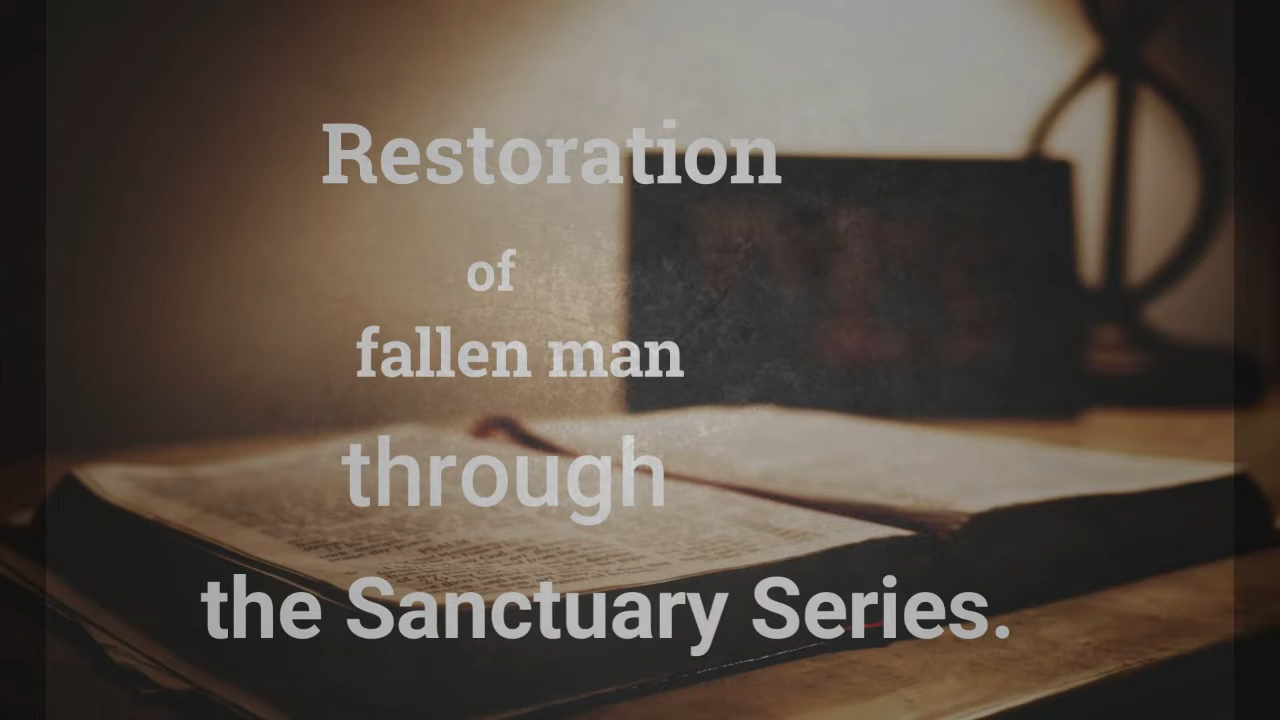 Restoration
of
fallen man
through
the Sanctuary Series.